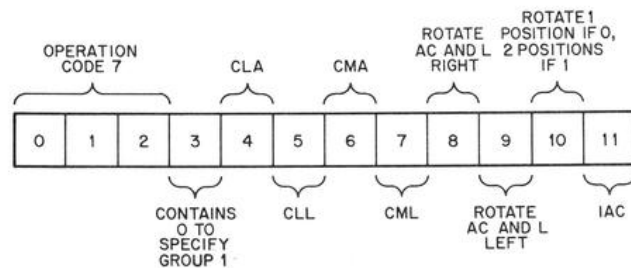 OPERATION
CODE 7
CLA
CMA
ROTATE
AC AND L
RIGHT
ROTATE 1
POSITION IF 0,
2 POSITIONS
IF 1
0 1 2 3 4 5 6 7 8 9 10 11
CONTAINS
0 TO
SPECIFY
GROUP 1
CLL
CML
ROTATE
AC AND L
LEFT
IAC